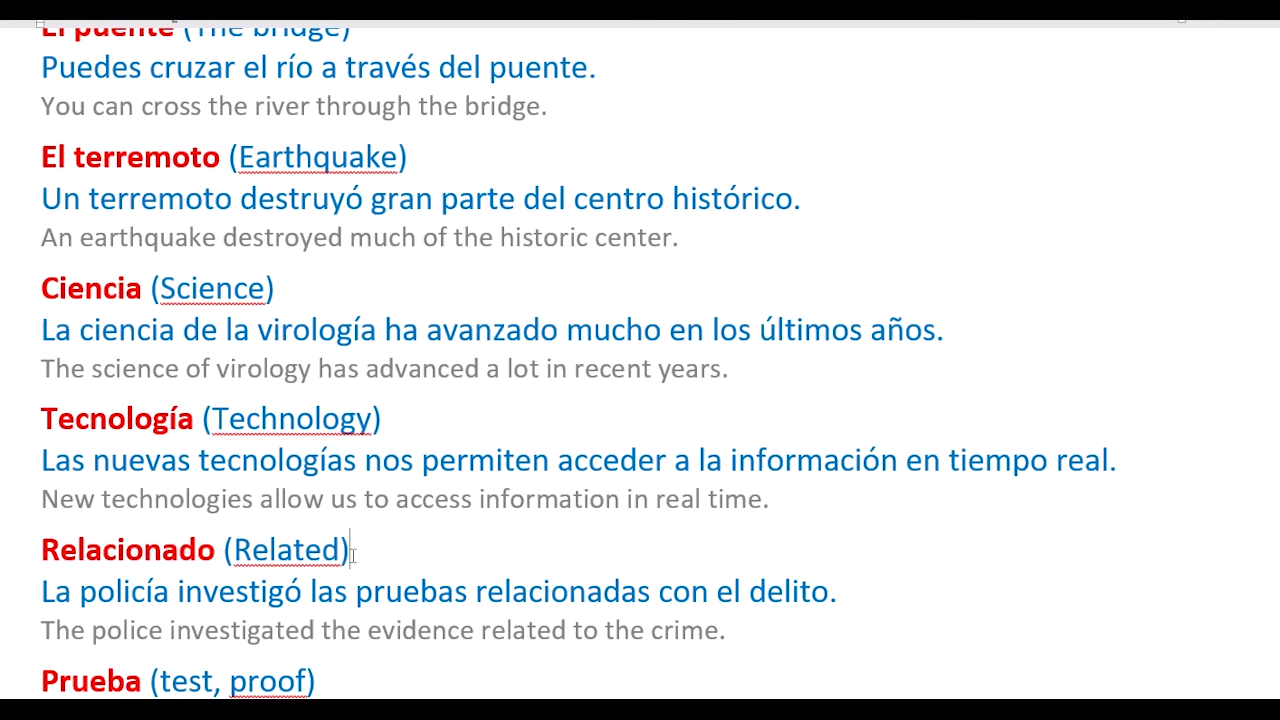 El puente (The bridge)
Puedes cruzar el río a través del puente.
You can cross the river through the bridge.
El terremoto (Earthquake)
Un terremoto destruyó gran parte del centro histórico.
An earthquake destroyed much of the historic center.
Ciencia (Science)
La ciencia de la virología ha avanzado mucho en los últimos años.
The science of virology has advanced a lot in recent years.
Tecnología (Technology)
Las nuevas tecnologías nos permiten acceder a la información en tiempo real.
New technologies allow us to access information in real time.
Relacionado (Related)
La policía investigó las pruebas relacionadas con el delito.
The police investigated the evidence related to the crime.
Prueba (test, proof)